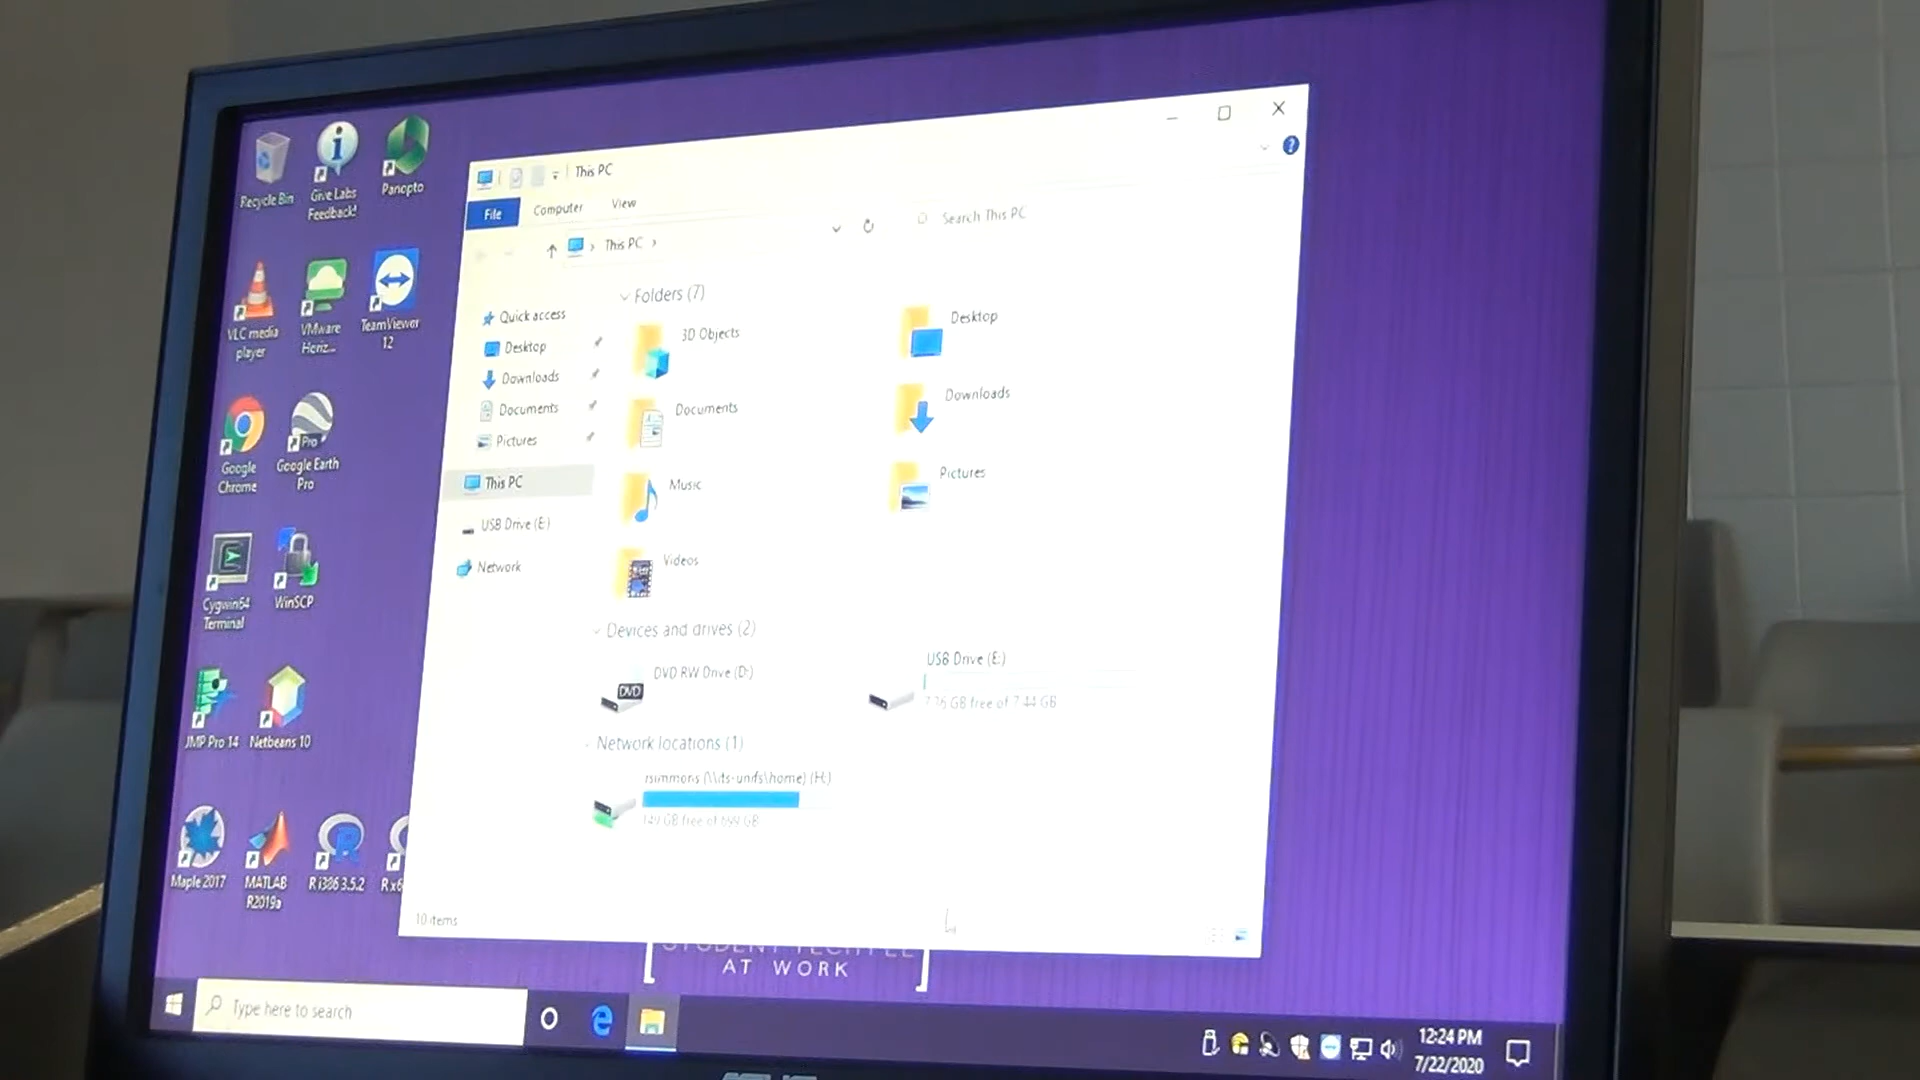 Recycle Bin
Give Labs
Feedback!
Panopto
VLC media
player
VMware
Horiz...
TeamViewer
12
Google
Chrome
Google Earth
Pro
Cygwin64
Terminal
WinSCP
JMP Pro 14
Netbeans 10
Maple 2017
MATLAB
R2019a
R i386 3.5.2
R x6
This PC
File
Computer
View
This PC
Search This PC
Quick access
Desktop
Downloads
Documents
Pictures
This PC
USB Drive (E:)
Network
Folders (7)
3D Objects
Desktop
Documents
Downloads
Music
Pictures
Videos
Devices and drives (2)
DVD RW Drive (D:)
DVD
USB Drive (E:)
GB free of 7.44 GB
Network locations (1)
rsimmons (\\its-unfs\home) (H:)
149 GB free of 699 GB
10 items
STUDENT TECH FEE
AT WORK
Type here to search
12:24 PM
7/22/2020